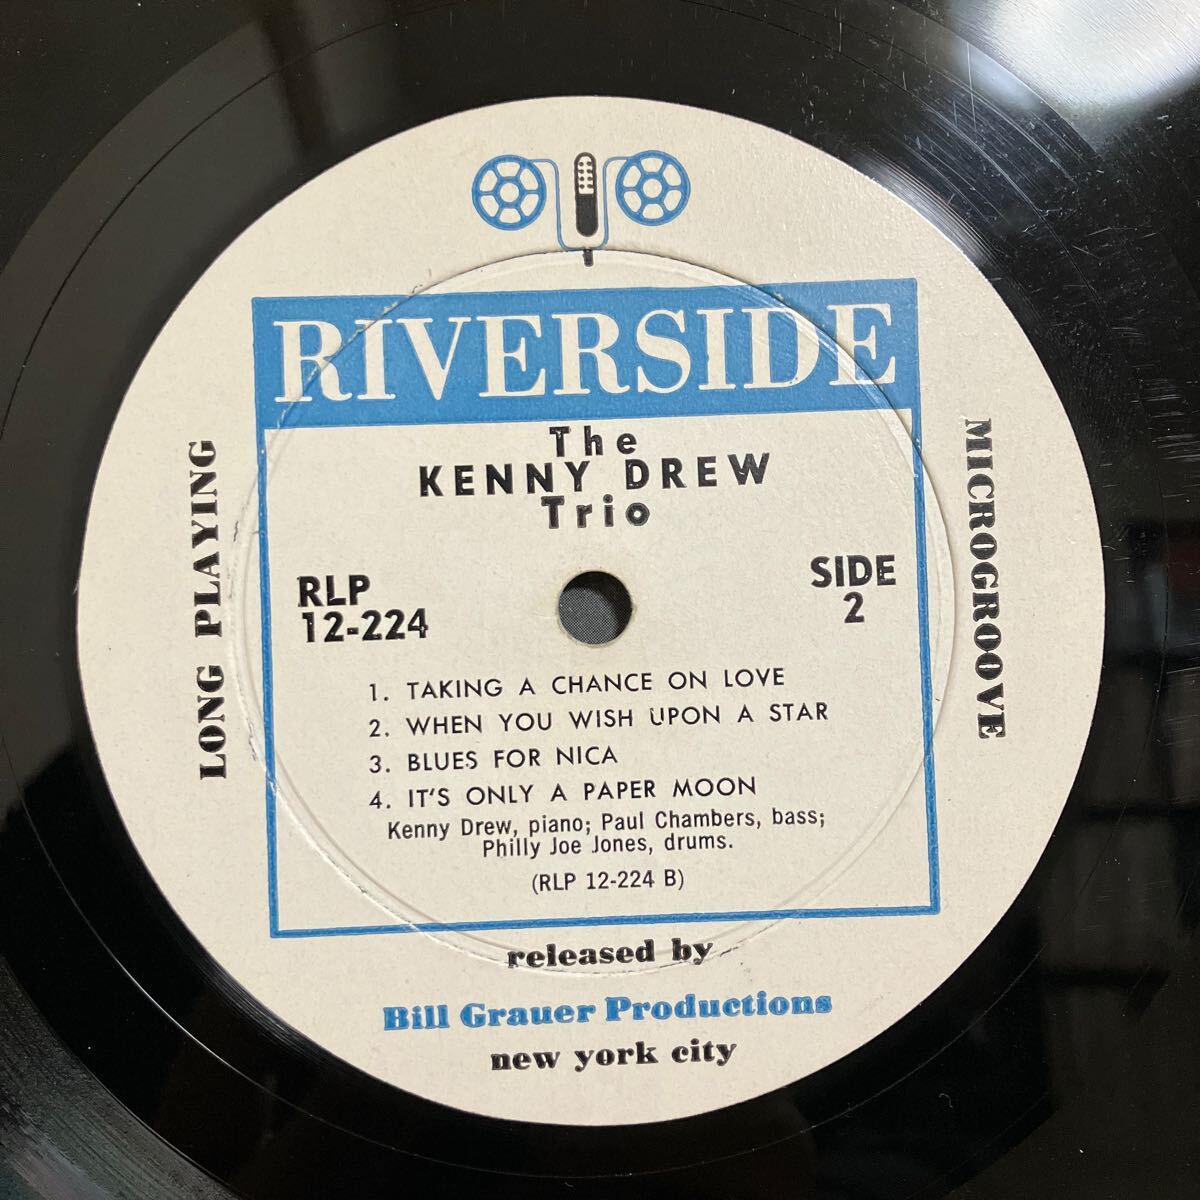 RIVERSIDE
The
KENNY DREW
Trio
LONG PLAYING
MICROGROOVE
RLP
12-224
SIDE
2
1. TAKING A CHANCE ON LOVE
2. WHEN YOU WISH UPON A STAR
3. BLUES FOR NICA
4. IT'S ONLY A PAPER MOON
Kenny Drew, piano; Paul Chambers, bass;
Philly Joe Jones, drums.
(RLP 12-224 B)
released by
Bill Grauer Productions
new york city